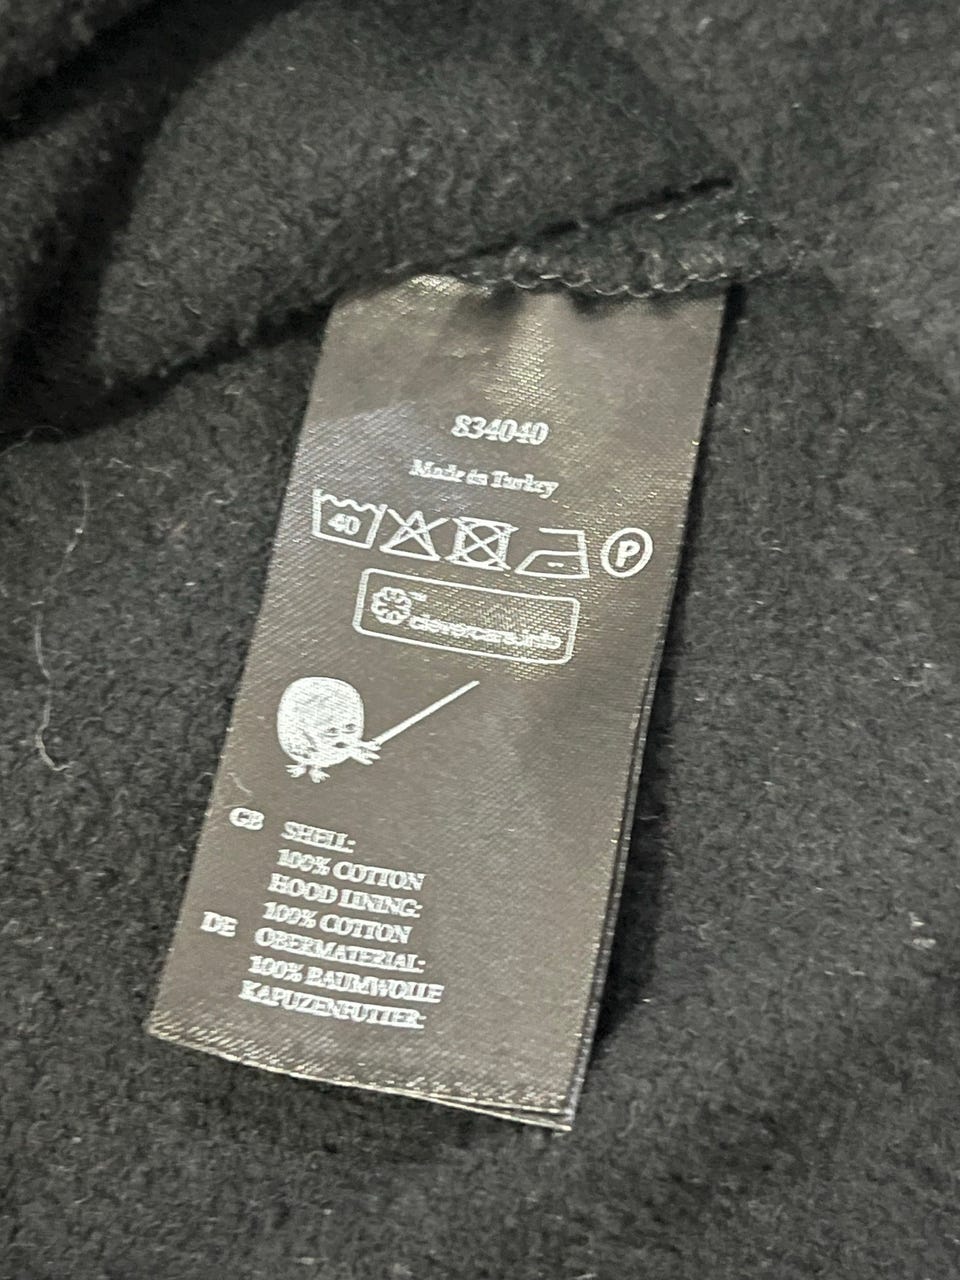 834040
Made in Turkey
40
P
clevercare.info
GB SHELL:
100% COTTON
HOOD LINING:
100% COTTON
DE OBERMATERIAL:
100% BAUMWOLLE
KAPUZENFUTTER: